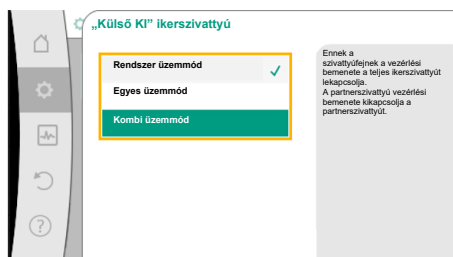 „Külső KI” ikerszivattyú
Rendszer üzemmód
Egyes üzemmód
Kombi üzemmód
Ennek a
szivattyúfejnek a vezérlési
bemenete a teljes ikerszivattyút
lekapcsolja.
A partnerszivattyú vezérlési
bemenete kikapcsolja a
partnerszivattyút.